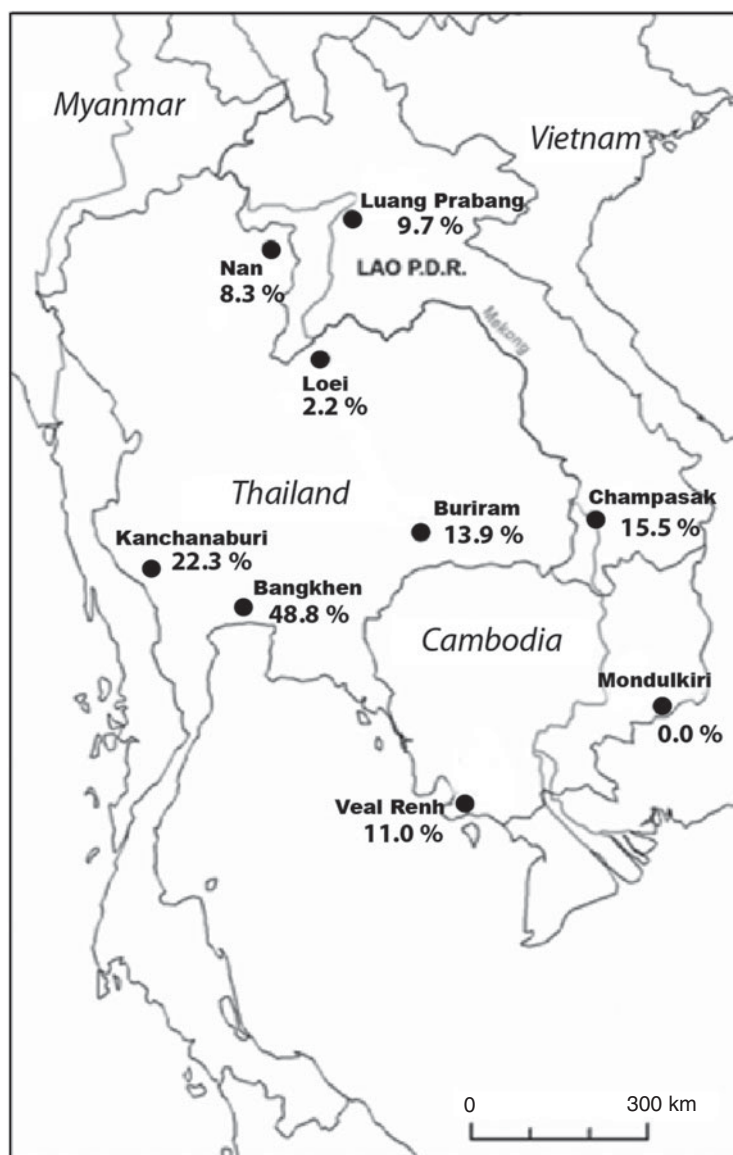 Myanmar
Vietnam
Luang Prabang
9.7 %
Nan
8.3 %
LAO P.D.R.
Mekong
Loei
2.2 %
Thailand
Buriram
13.9 %
Champasak
15.5 %
Kanchanaburi
22.3 %
Bangkhen
48.8 %
Cambodia
Mondulkiri
0.0 %
Veal Renh
11.0 %
0 300 km